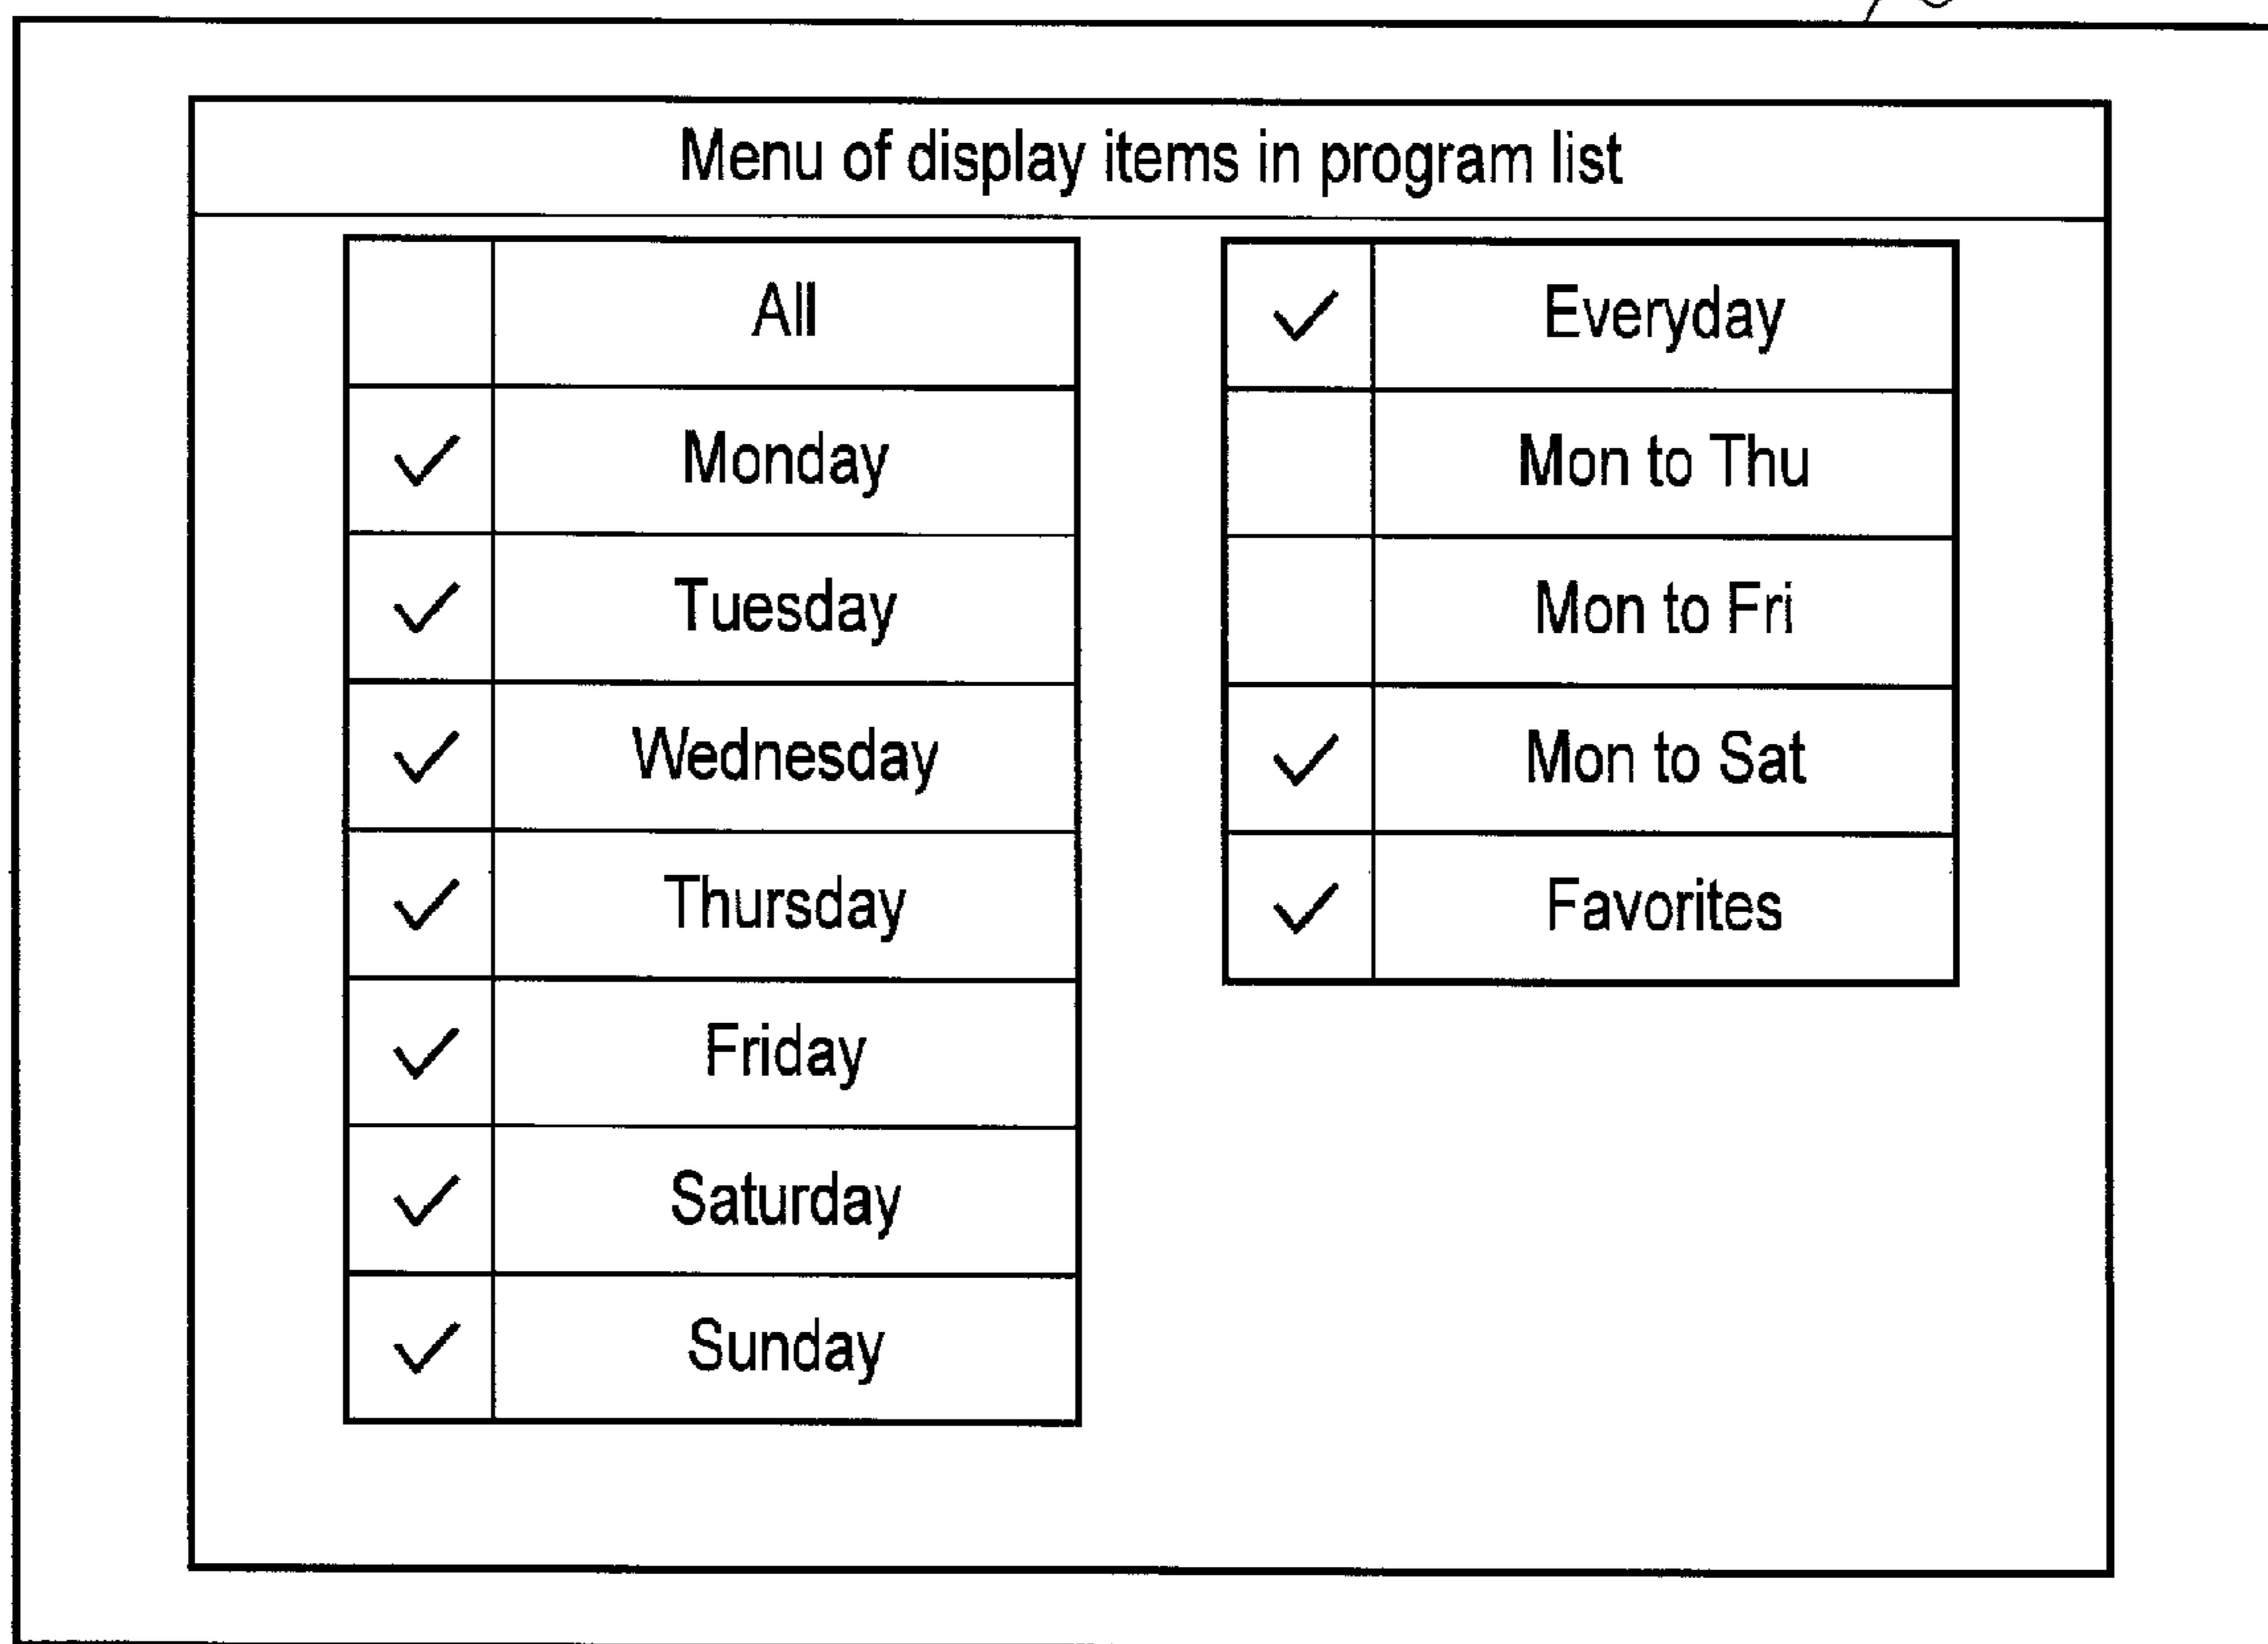 Menu of display items in program list
All
✓ Monday
✓ Tuesday
✓ Wednesday
✓ Thursday
✓ Friday
✓ Saturday
✓ Sunday
✓ Everyday
Mon to Thu
Mon to Fri
✓ Mon to Sat
✓ Favorites